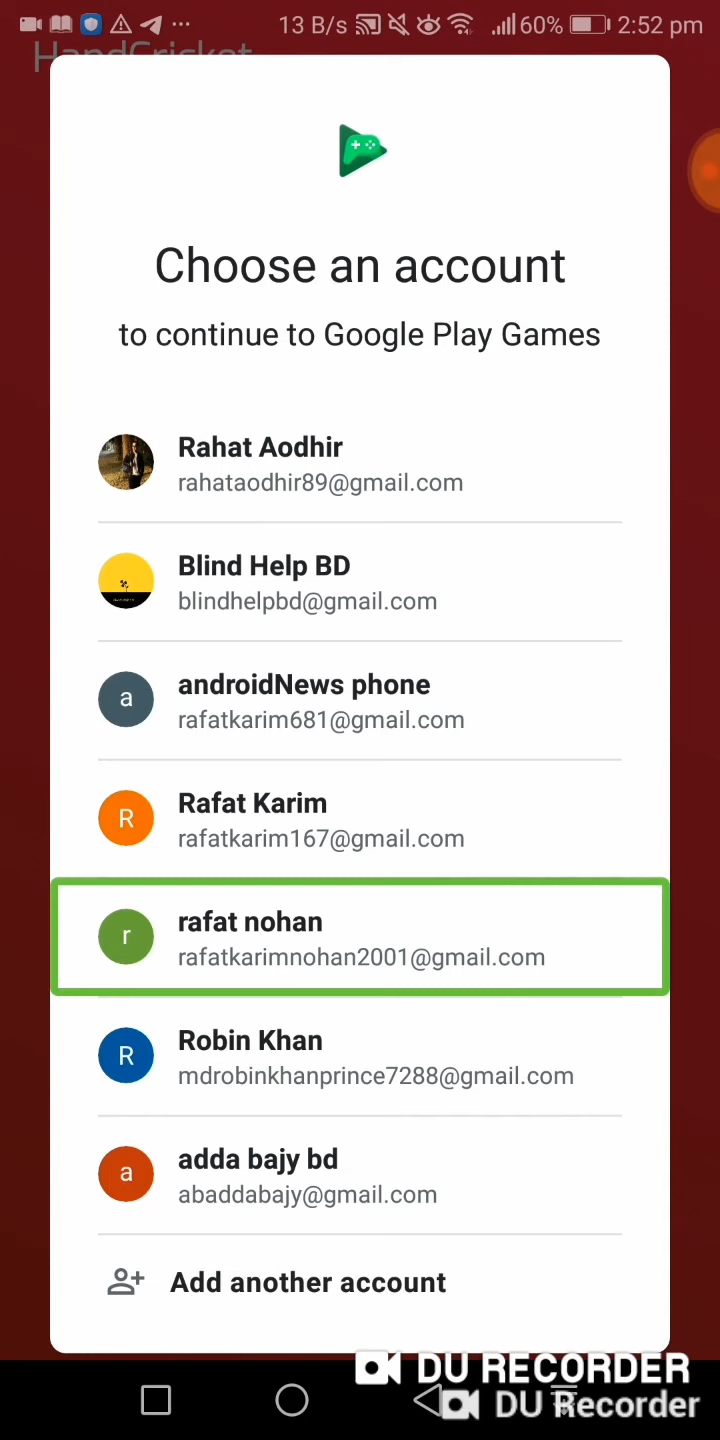 13 B/s 60% 2:52 pm
HandCricket
Choose an account
to continue to Google Play Games
Rahat Aodhir
rahataodhir89@gmail.com
Blind Help BD
blindhelpbd@gmail.com
a
androidNews phone
rafatkarim681@gmail.com
R
Rafat Karim
rafatkarim167@gmail.com
r
rafat nohan
rafatkarimnohan2001@gmail.com
R
Robin Khan
mdrobinkhanprince7288@gmail.com
a
adda bajy bd
abaddabajy@gmail.com
Add another account
DU RECORDER
DU Recorder